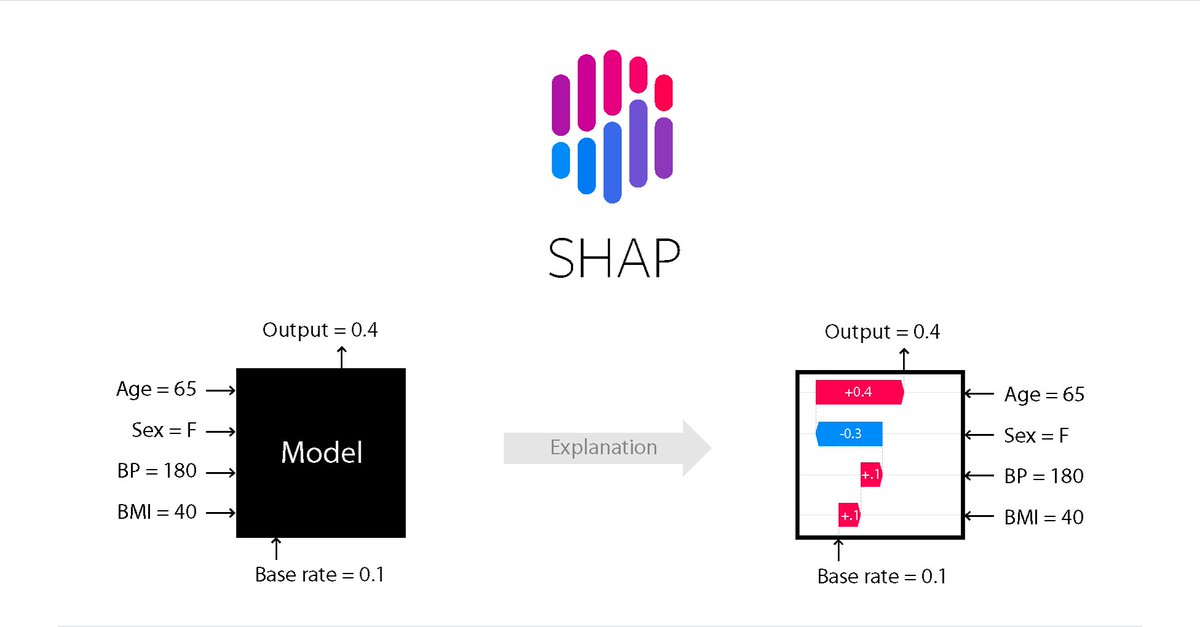 SHAP
Output = 0.4
Age = 65
Sex = F
BP = 180
BMI = 40
Model
Base rate = 0.1
Explanation
Output = 0.4
+0.4
Age = 65
-0.3
Sex = F
+.1
BP = 180
+.1
BMI = 40
Base rate = 0.1